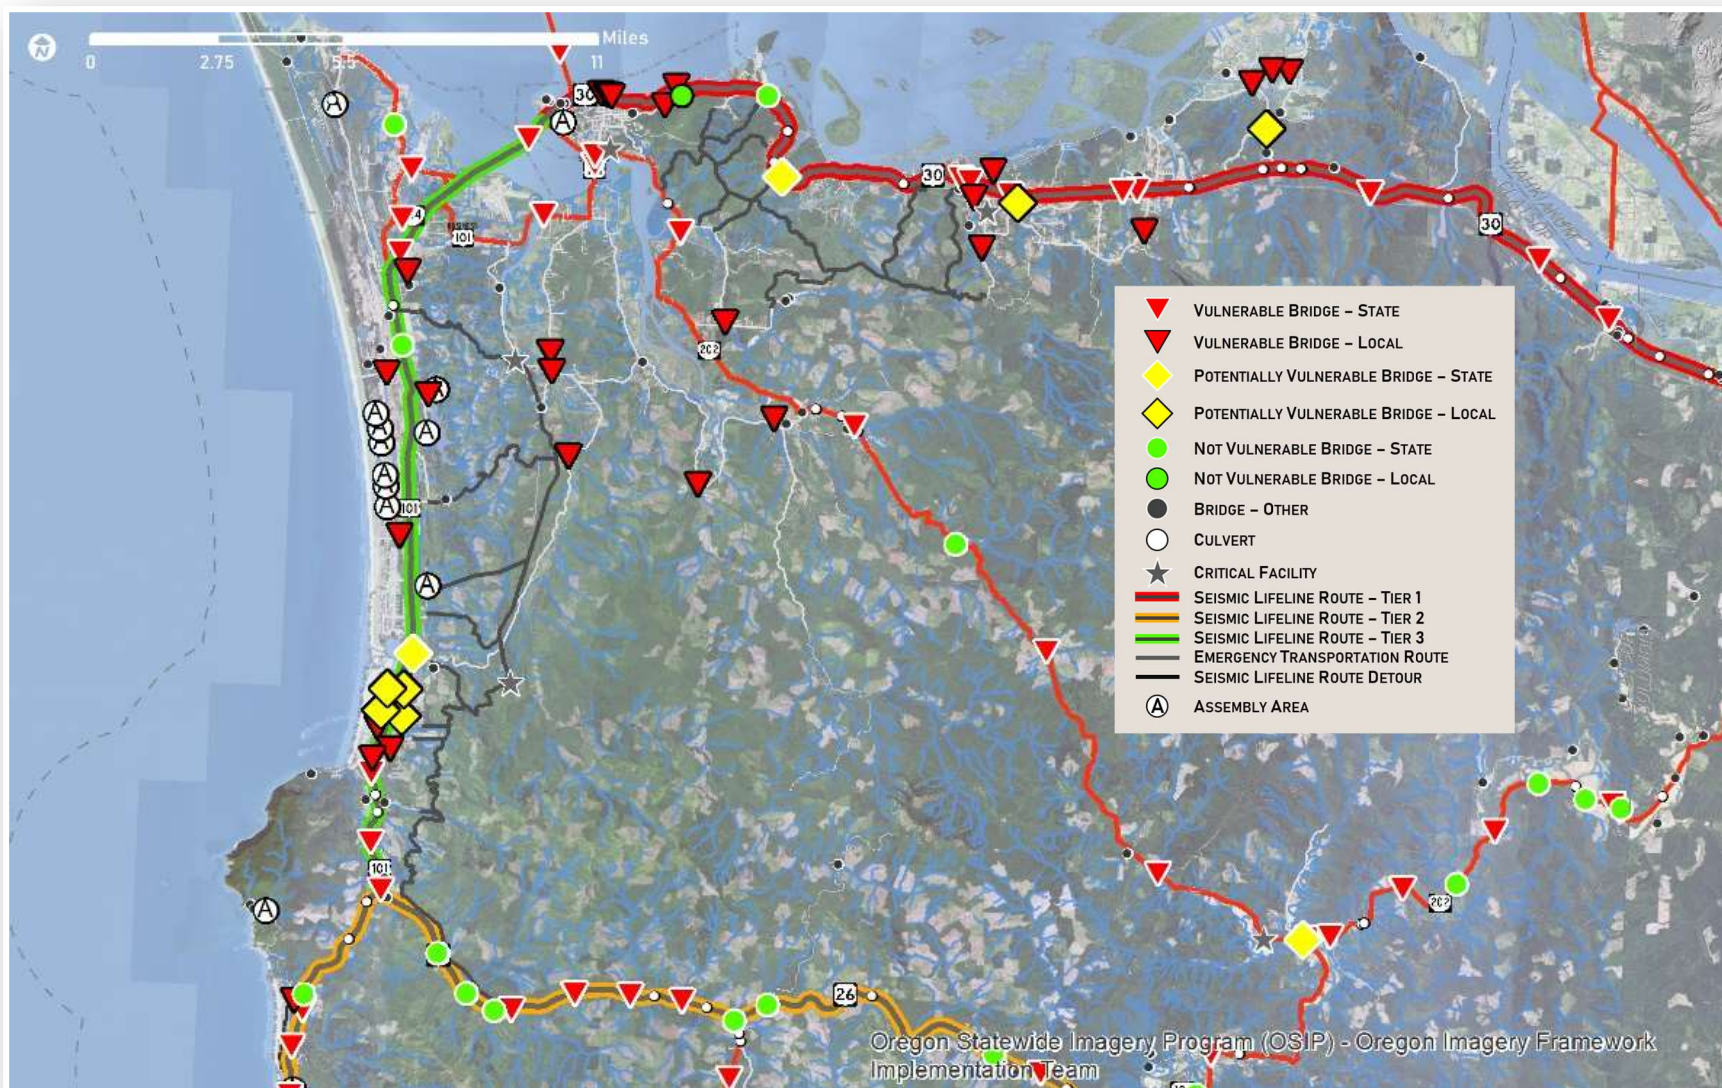 N
Miles
0 2.75 5.5 11
A
30
A
30
101
30
202
A
A
A
A
A
A
A
101
A
101
A
202
26
VULNERABLE BRIDGE – STATE
VULNERABLE BRIDGE – LOCAL
POTENTIALLY VULNERABLE BRIDGE – STATE
POTENTIALLY VULNERABLE BRIDGE – LOCAL
NOT VULNERABLE BRIDGE – STATE
NOT VULNERABLE BRIDGE – LOCAL
BRIDGE – OTHER
CULVERT
CRITICAL FACILITY
SEISMIC LIFELINE ROUTE – TIER 1
SEISMIC LIFELINE ROUTE – TIER 2
SEISMIC LIFELINE ROUTE – TIER 3
EMERGENCY TRANSPORTATION ROUTE
SEISMIC LIFELINE ROUTE DETOUR
A ASSEMBLY AREA
Oregon Statewide Imagery Program (OSIP) - Oregon Imagery Framework
Implementation Team